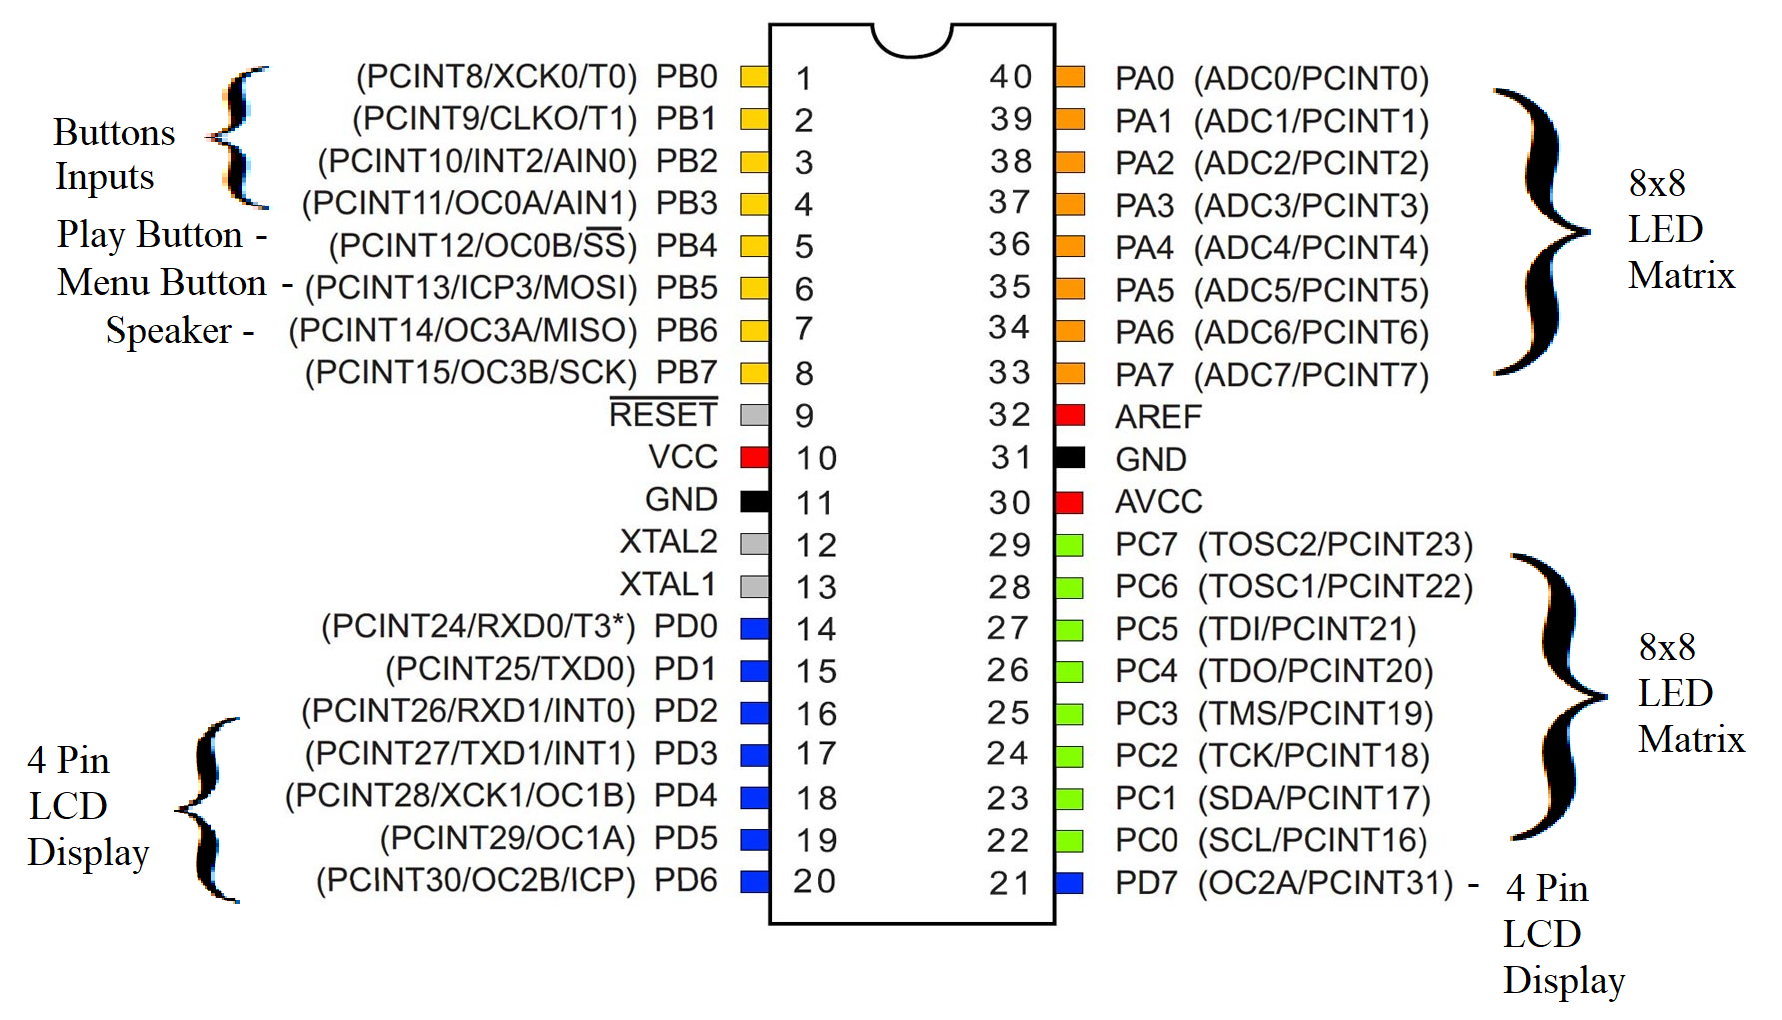 (PCINT8/XCK0/T0) PB0 1 40 PA0 (ADC0/PCINT0)
(PCINT9/CLKO/T1) PB1 2 39 PA1 (ADC1/PCINT1)
Buttons
Inputs
(PCINT10/INT2/AIN0) PB2 3 38 PA2 (ADC2/PCINT2)
(PCINT11/OC0A/AIN1) PB3 4 37 PA3 (ADC3/PCINT3)
8x8
LED
Matrix
Play Button - (PCINT12/OC0B/SS) PB4 5 36 PA4 (ADC4/PCINT4)
Menu Button - (PCINT13/ICP3/MOSI) PB5 6 35 PA5 (ADC5/PCINT5)
Speaker - (PCINT14/OC3A/MISO) PB6 7 34 PA6 (ADC6/PCINT6)
(PCINT15/OC3B/SCK) PB7 8 33 PA7 (ADC7/PCINT7)
RESET 9 32 AREF
VCC 10 31 GND
GND 11 30 AVCC
XTAL2 12 29 PC7 (TOSC2/PCINT23)
XTAL1 13 28 PC6 (TOSC1/PCINT22)
(PCINT24/RXD0/T3*) PD0 14 27 PC5 (TDI/PCINT21)
(PCINT25/TXD0) PD1 15 26 PC4 (TDO/PCINT20)
8x8
LED
Matrix
(PCINT26/RXD1/INT0) PD2 16 25 PC3 (TMS/PCINT19)
(PCINT27/TXD1/INT1) PD3 17 24 PC2 (TCK/PCINT18)
4 Pin
LCD
Display
(PCINT28/XCK1/OC1B) PD4 18 23 PC1 (SDA/PCINT17)
(PCINT29/OC1A) PD5 19 22 PC0 (SCL/PCINT16)
(PCINT30/OC2B/ICP) PD6 20 21 PD7 (OC2A/PCINT31) - 4 Pin
LCD
Display